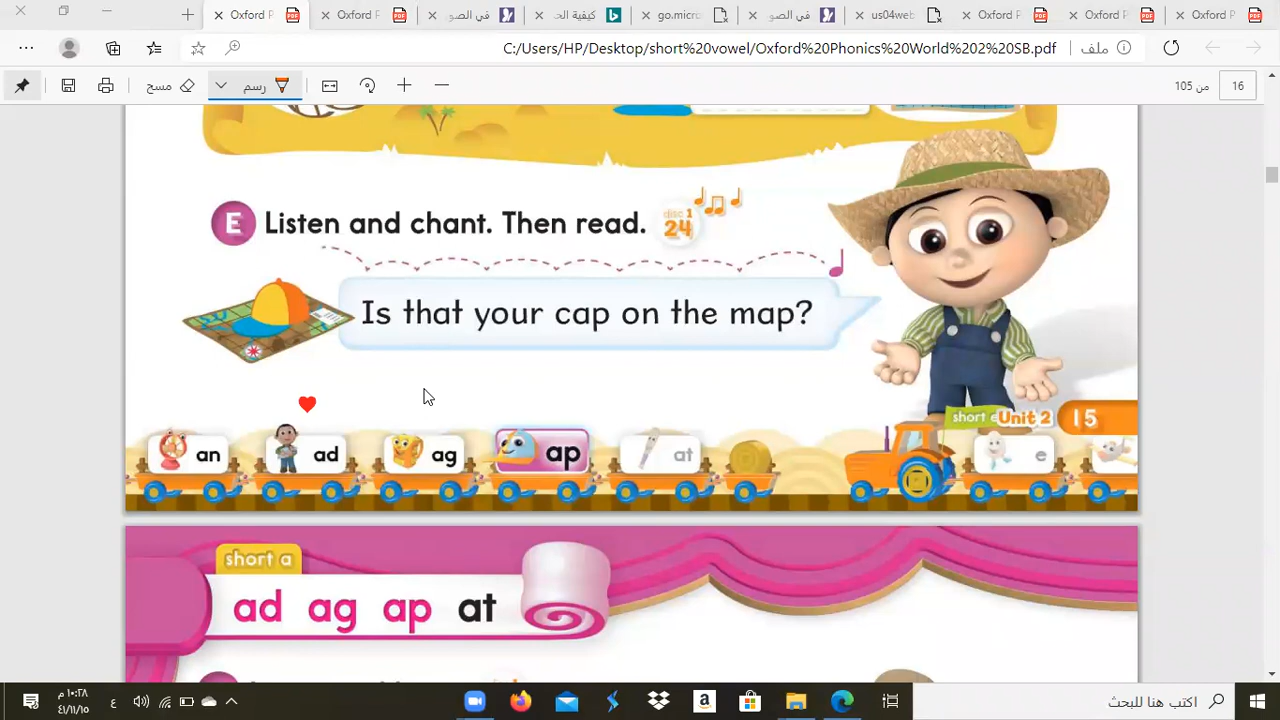 Oxford P
Oxford P
في الصو
كيفية الحـ
go.micro
في الصو
us04web
Oxford P
Oxford P
Oxford P
C:/Users/HP/Desktop/short%20vowel/Oxford%20Phonics%20World%202%20SB.pdf
ملف
مسح
رسم
من 105
16
E Listen and chant. Then read.
disc 1
24
Is that your cap on the map?
short e
Unit 2
15
an
ad
ag
ap
at
e
short a
ad ag ap at
١٠:٢٨ م
٤١/١١/١٥
ع
اكتب هنا للبحث